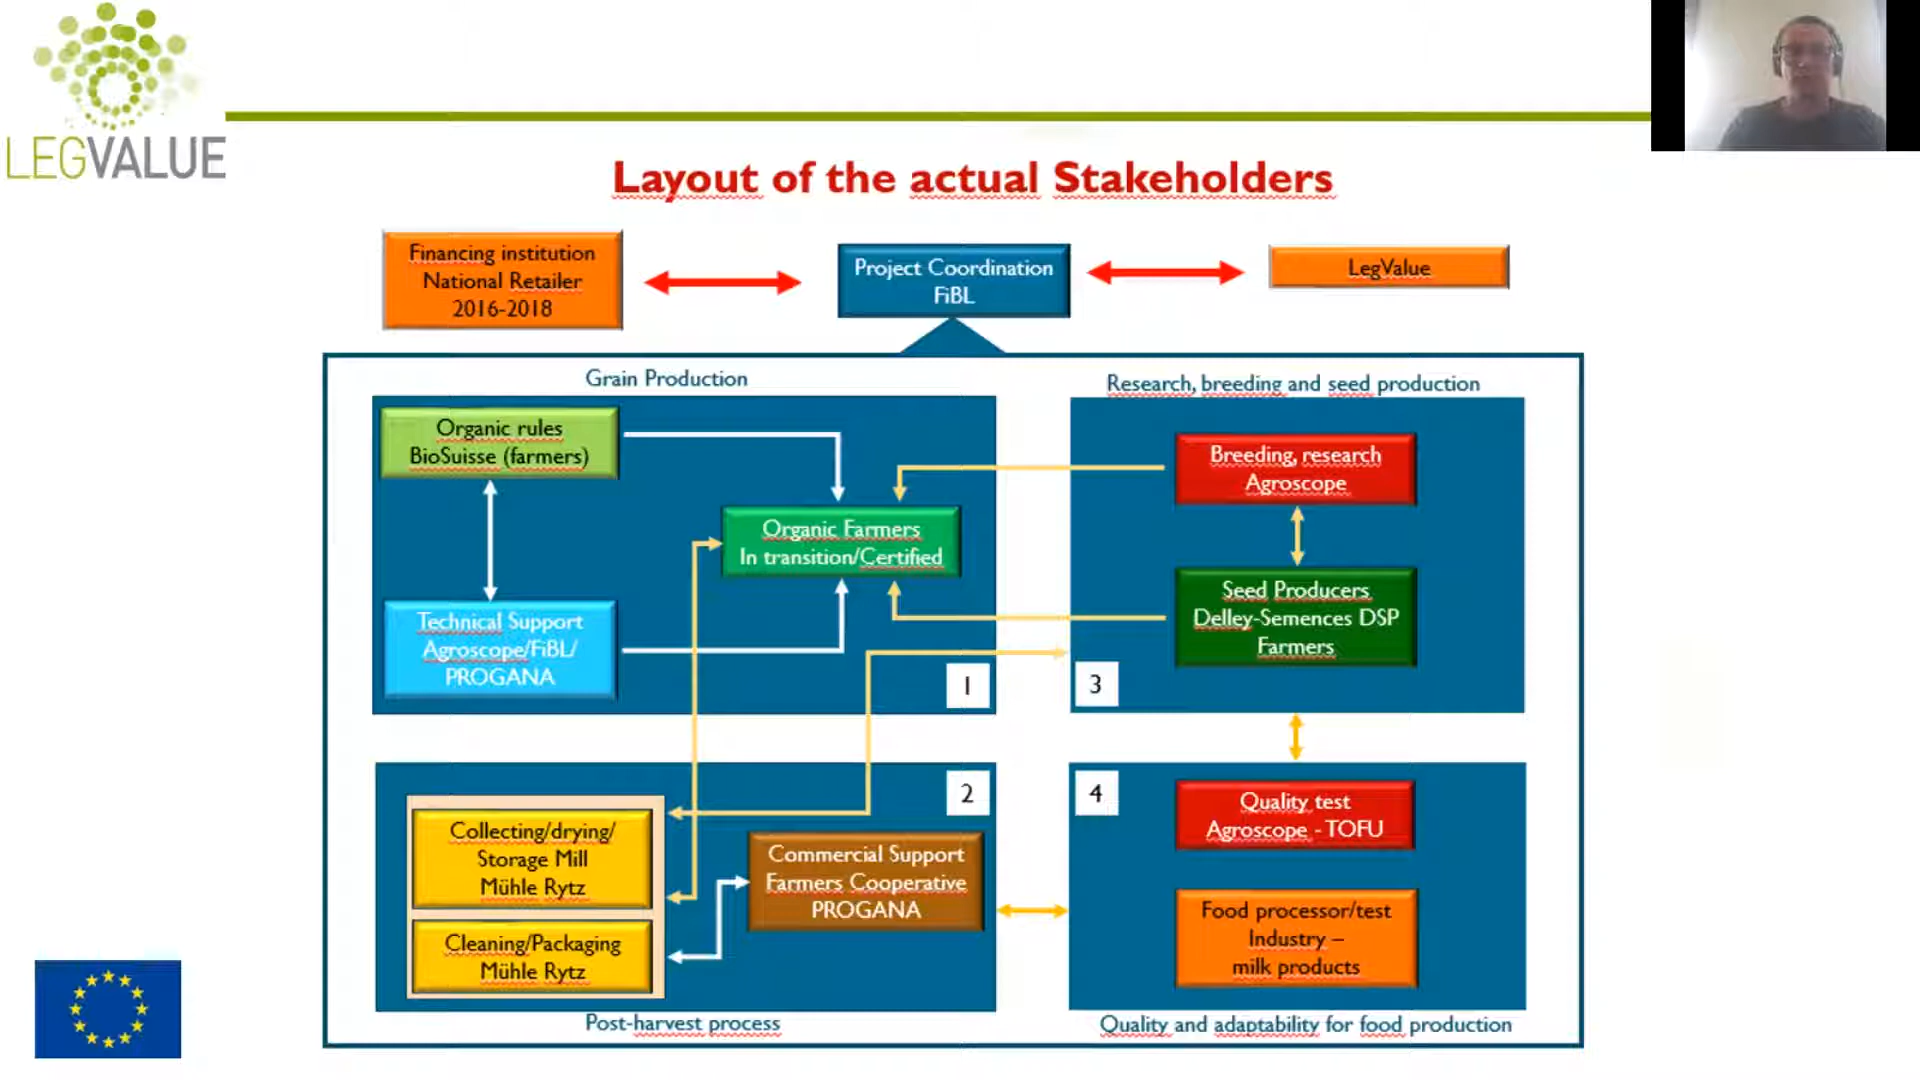 LEGVALUE
Layout of the actual Stakeholders
Financing institution
National Retailer
2016-2018
Project Coordination
FiBL
LegValue
Grain Production
Organic rules
BioSuisse (farmers)
Organic Farmers
In transition/Certified
Technical Support
Agroscope/FiBL/
PROGANA
1
Research, breeding and seed production
Breeding, research
Agroscope
Seed Producers
Delley-Semences DSP
Farmers
3
2
Collecting/drying/
Storage Mill
Mühle Rytz
Cleaning/Packaging
Mühle Rytz
Commercial Support
Farmers Cooperative
PROGANA
Post-harvest process
4
Quality test
Agroscope - TOFU
Food processor/test
Industry –
milk products
Quality and adaptability for food production